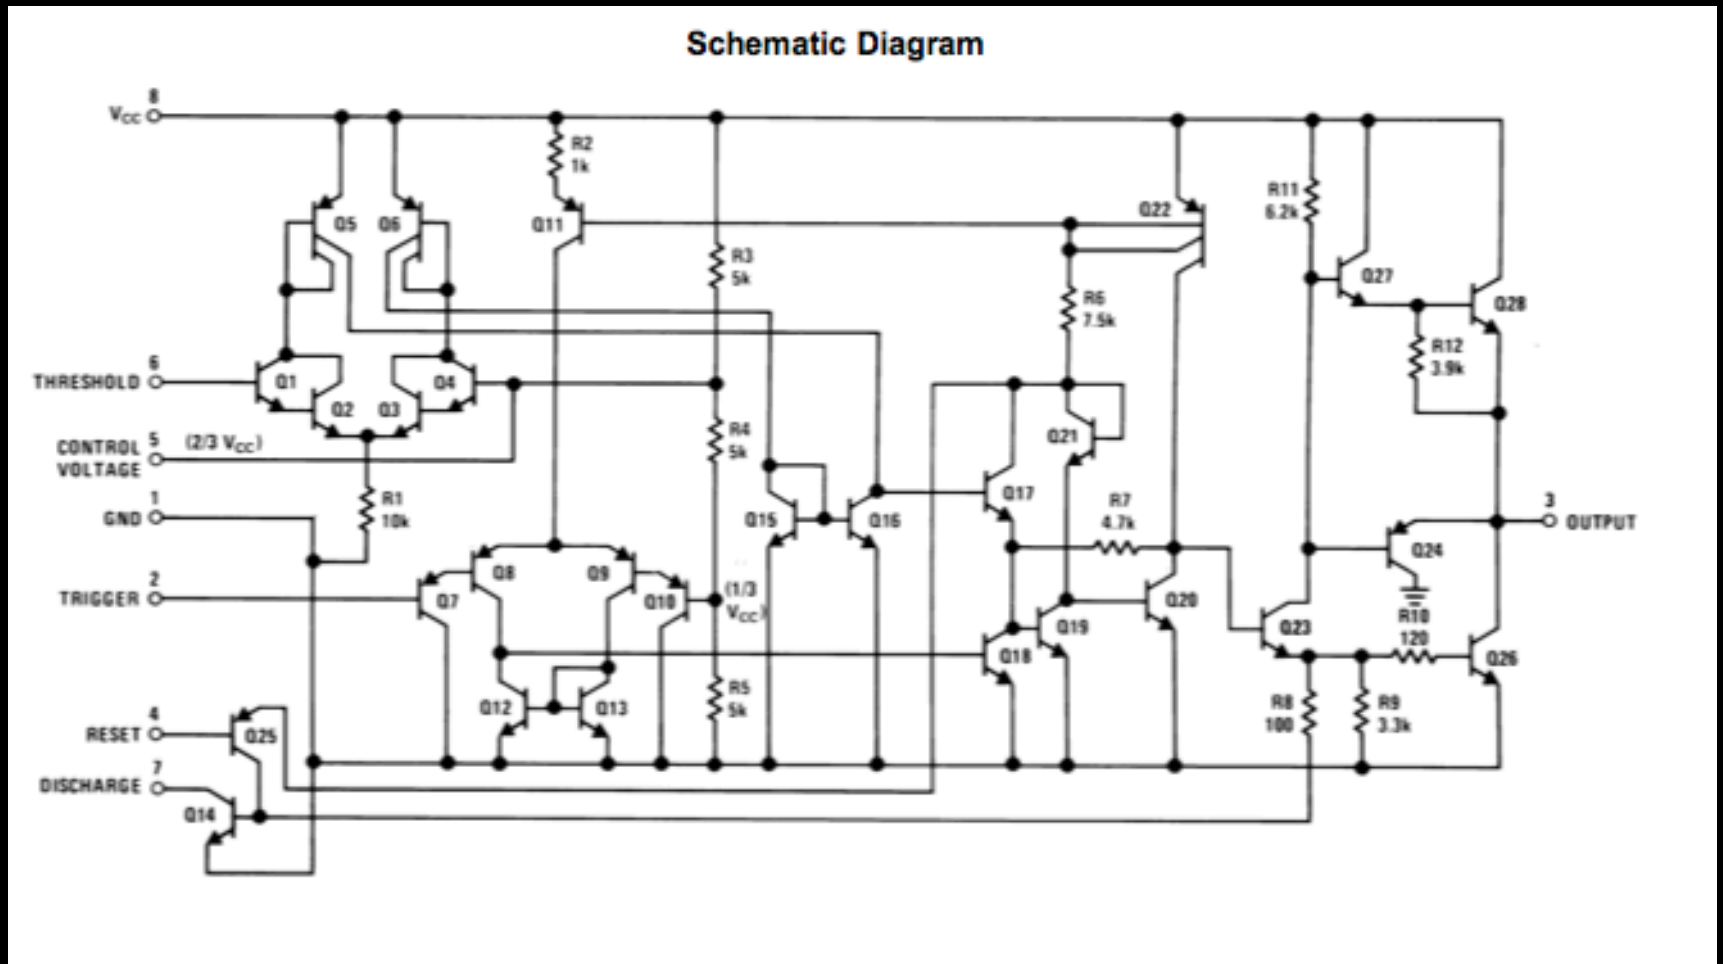 Schematic Diagram
8
VCC
R2
1k
Q5
Q6
Q11
Q22
R11
6.2k
R3
5k
Q27
R6
7.5k
Q28
R12
3.9k
6
THRESHOLD
Q1
Q4
Q2
Q3
R4
5k
Q21
5
CONTROL
VOLTAGE
(2/3 VCC)
1
GND
R1
10k
Q15
Q16
Q17
R7
4.7k
3
OUTPUT
Q24
2
TRIGGER
Q7
Q8
Q9
Q10
(1/3
VCC)
Q18
Q19
Q20
Q23
R10
120
Q26
Q12
Q13
R5
5k
R8
100
R9
3.3k
4
RESET
Q25
7
DISCHARGE
Q14